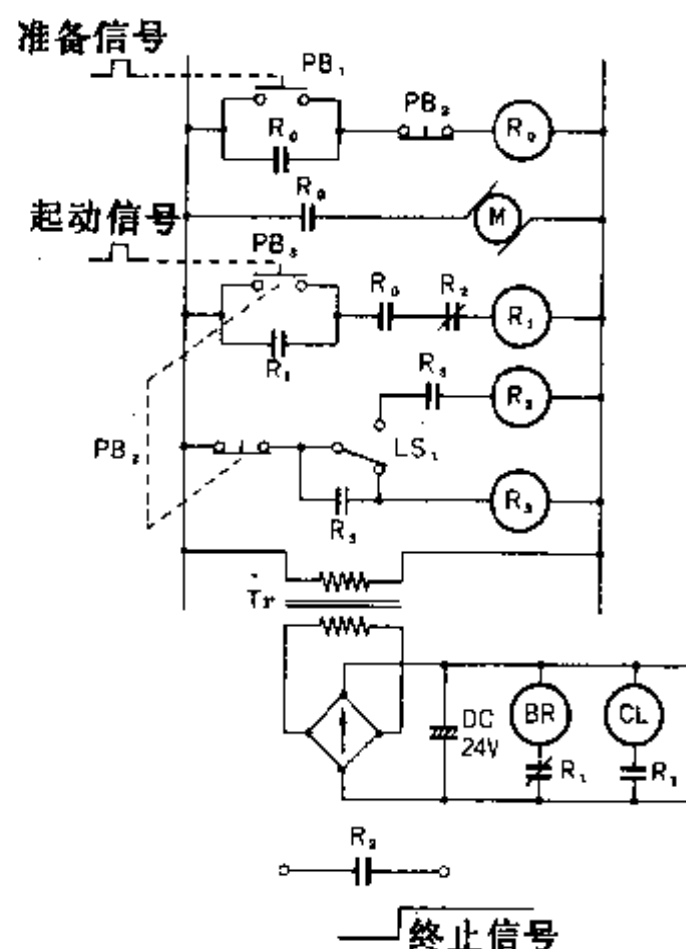 准备信号
PB₁
PB₂
R₀
R₀
R₀
M
起动信号
PB₃
R₀
R₂
R₁
R₁
R₃
R₂
PB₂
LS₁
R₃
R₃
Tr
DC
24V
BR
CL
R₁
R₁
R₂
终止信号